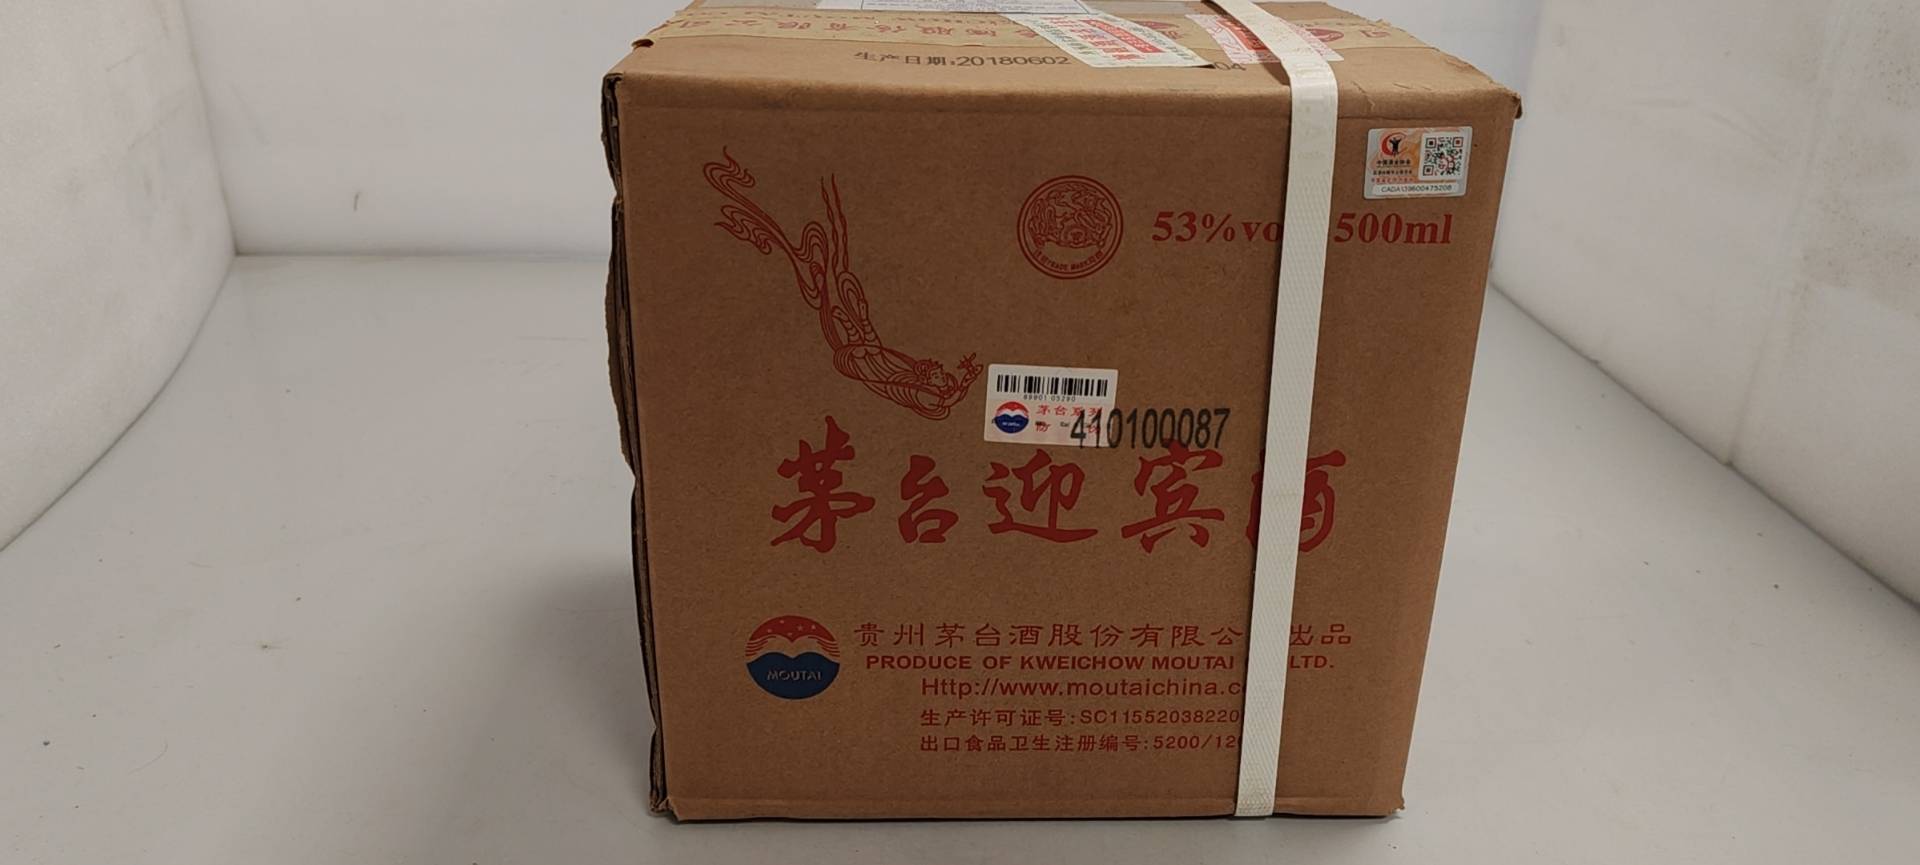 生产日期:20180602
04
CADA139600475208
53%vo 500ml
410100087
茅台迎宾酒
MOUTAI
贵州茅台酒股份有限公 出品
PRODUCE OF KWEICHOW MOUTAI LTD.
Http://www.moutaichina.c
生产许可证号:SC11552038220
出口食品卫生注册编号:5200/12